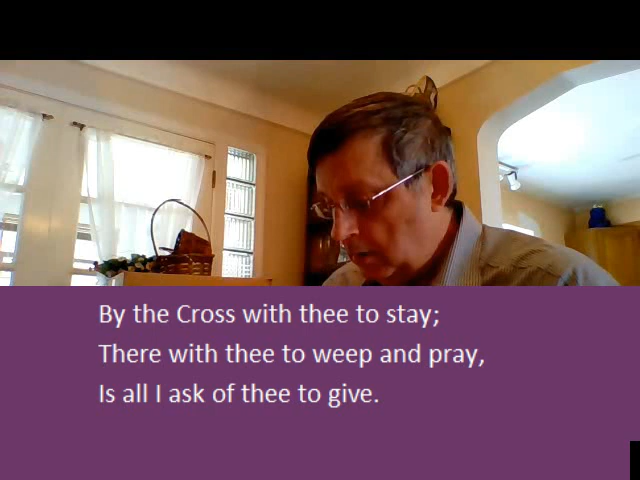 By the Cross with thee to stay;
There with thee to weep and pray,
Is all I ask of thee to give.